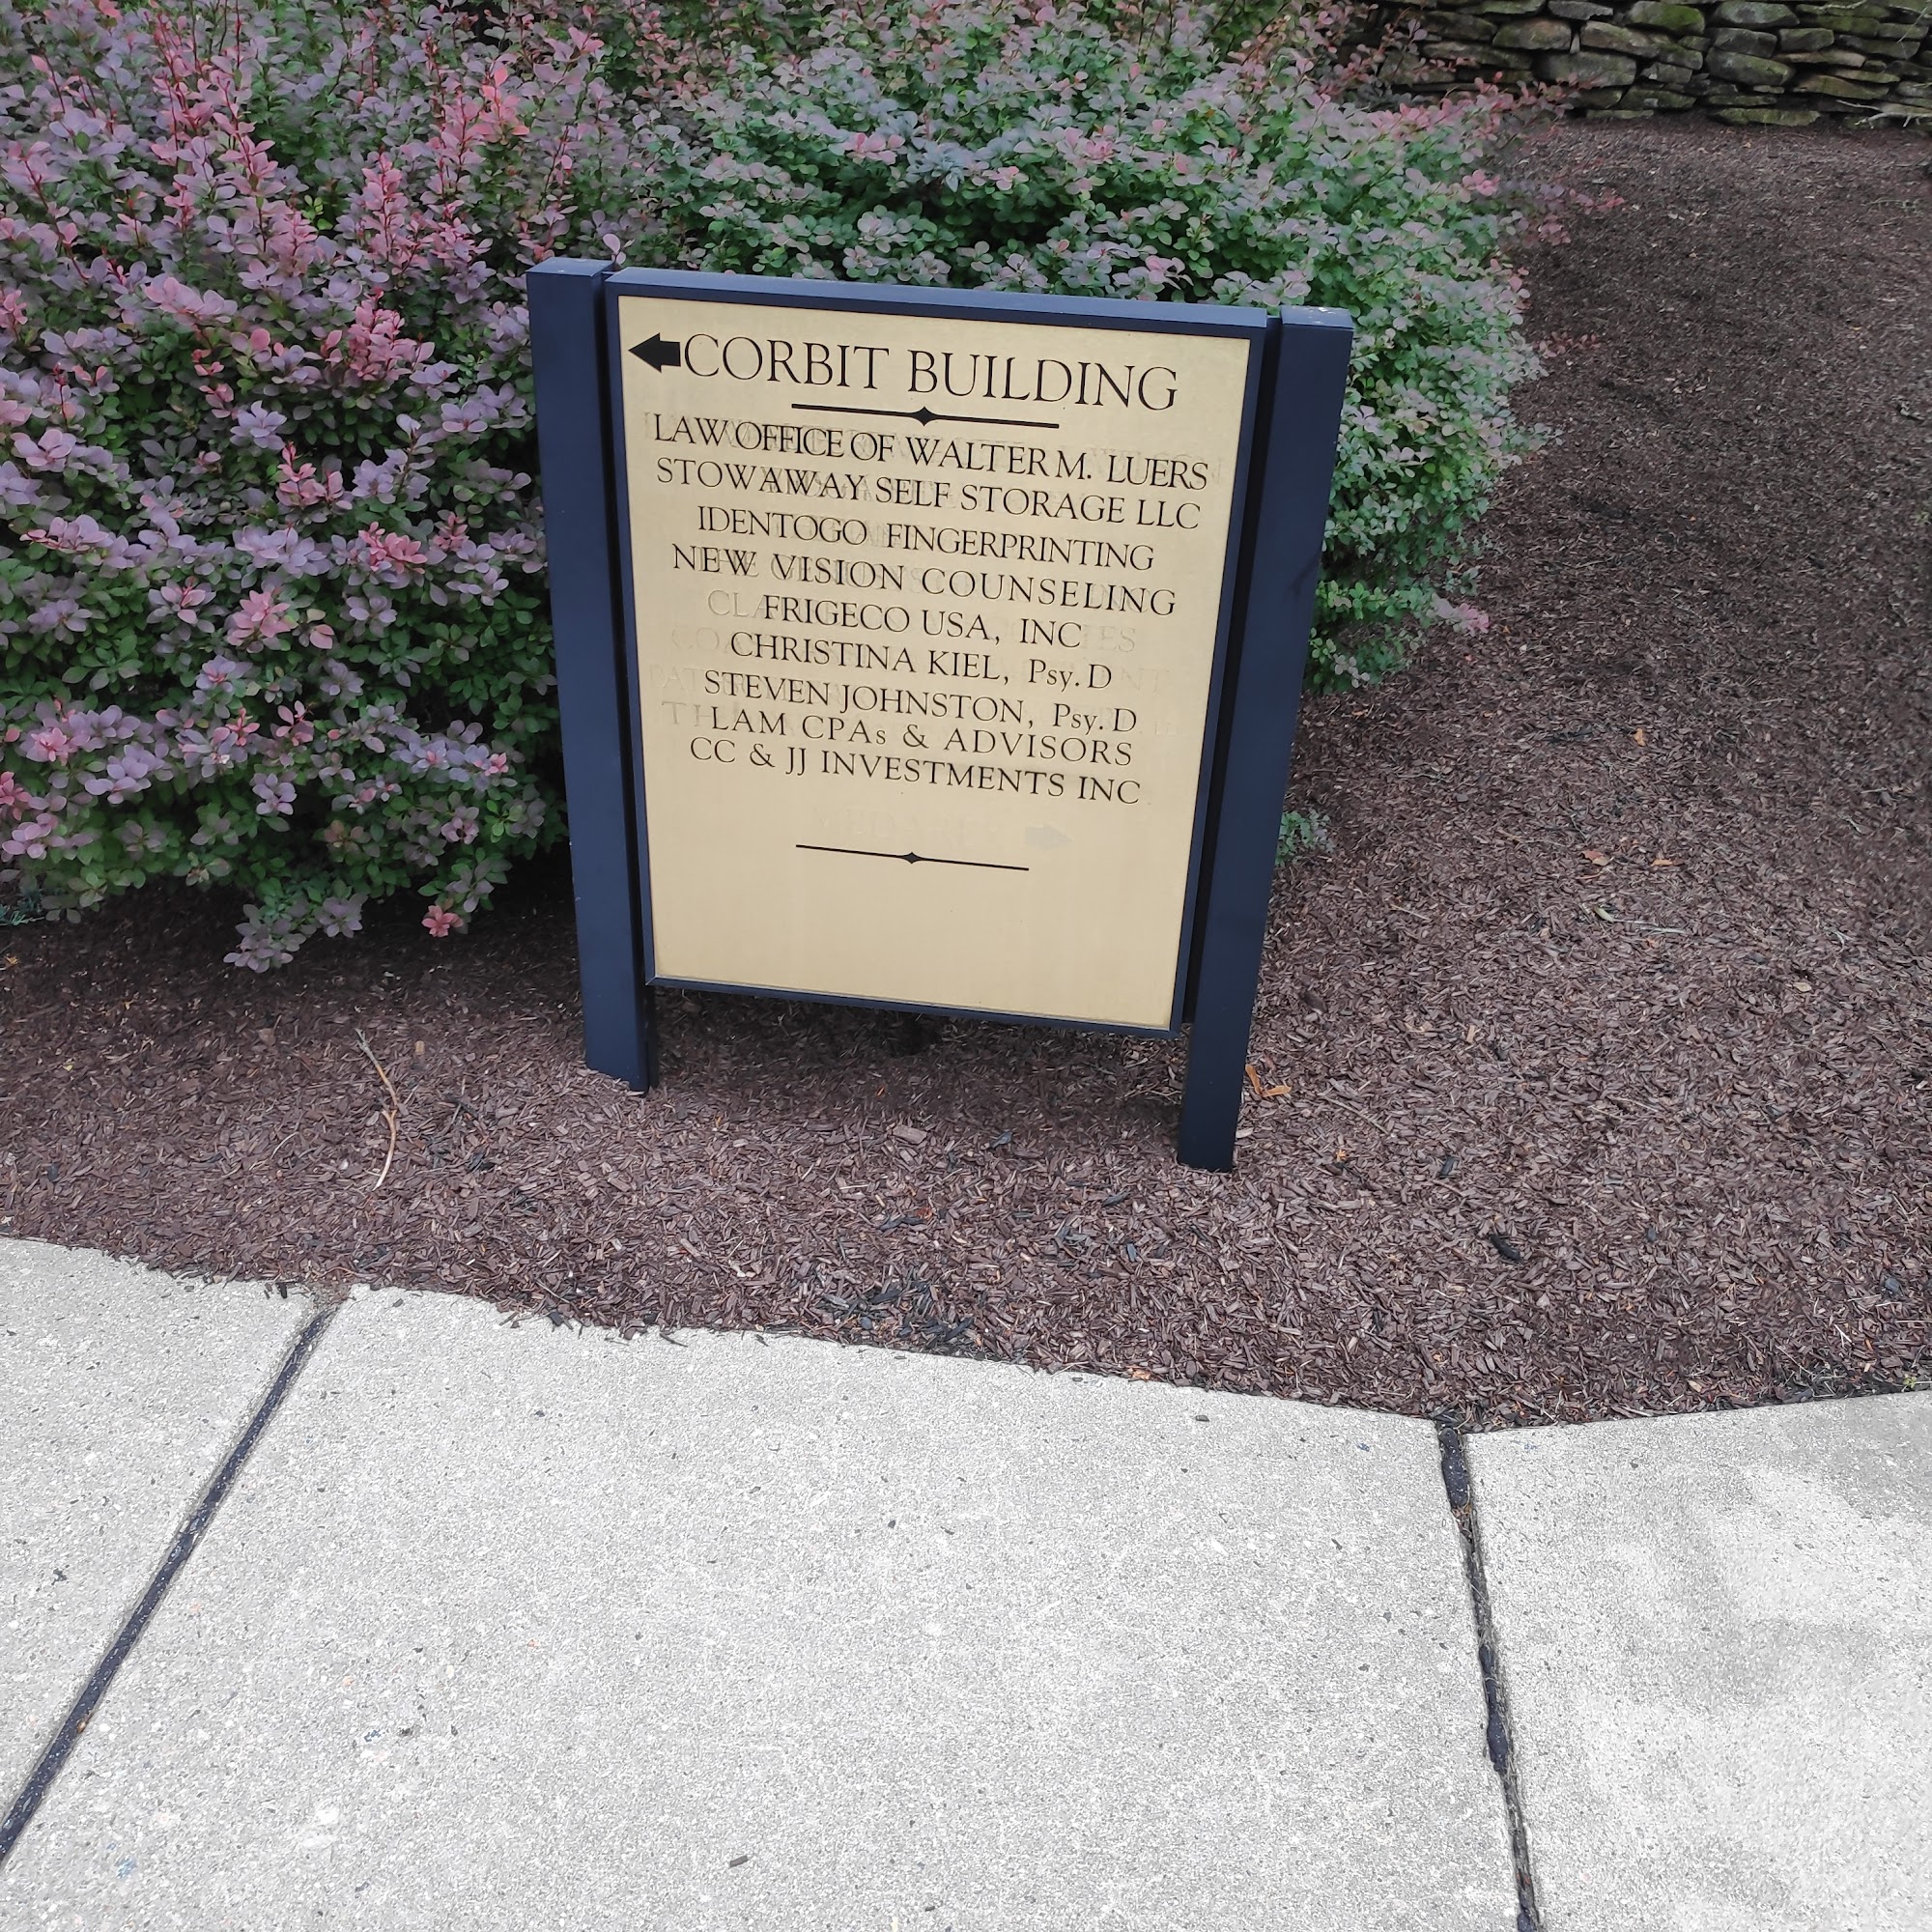 CORBIT BUILDING
LAW OFFICE OF WALTER M. LUERS
STOWAWAY SELF STORAGE LLC
IDENTOGO FINGERPRINTING
NEW VISION COUNSELING
FRIGECO USA, INC
CHRISTINA KIEL, Psy. D
STEVEN JOHNSTON, Psy. D
LAM CPAs & ADVISORS
CC & JJ INVESTMENTS INC